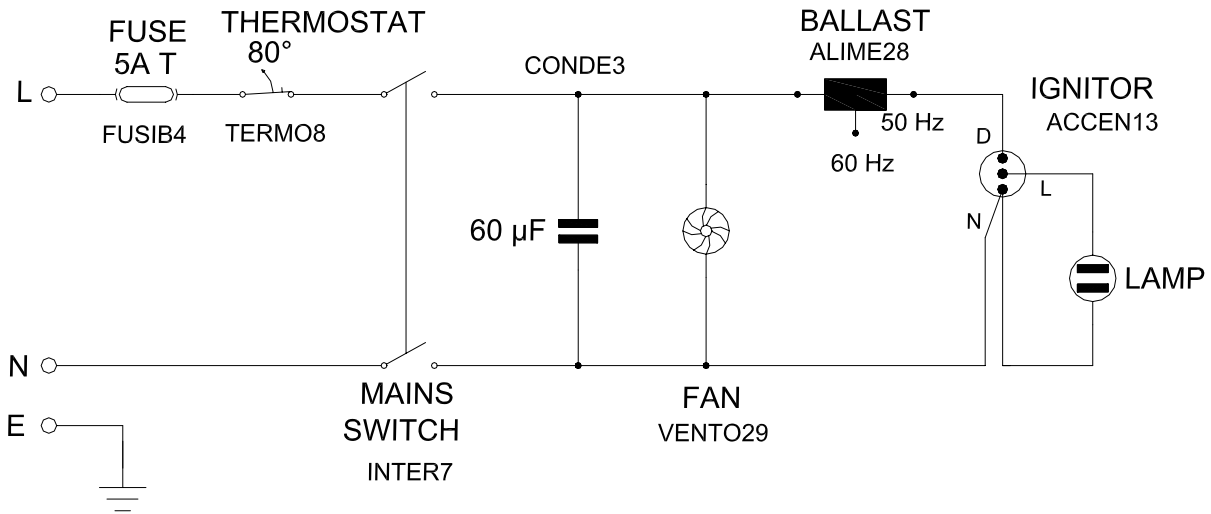 FUSE
5A T
THERMOSTAT
80°
BALLAST
ALIME28
CONDE3
L
FUSIB4
TERMO8
50 Hz
60 Hz
IGNITOR
ACCEN13
D
L
N
60 µF
LAMP
N
MAINS
SWITCH
INTER7
FAN
VENTO29
E